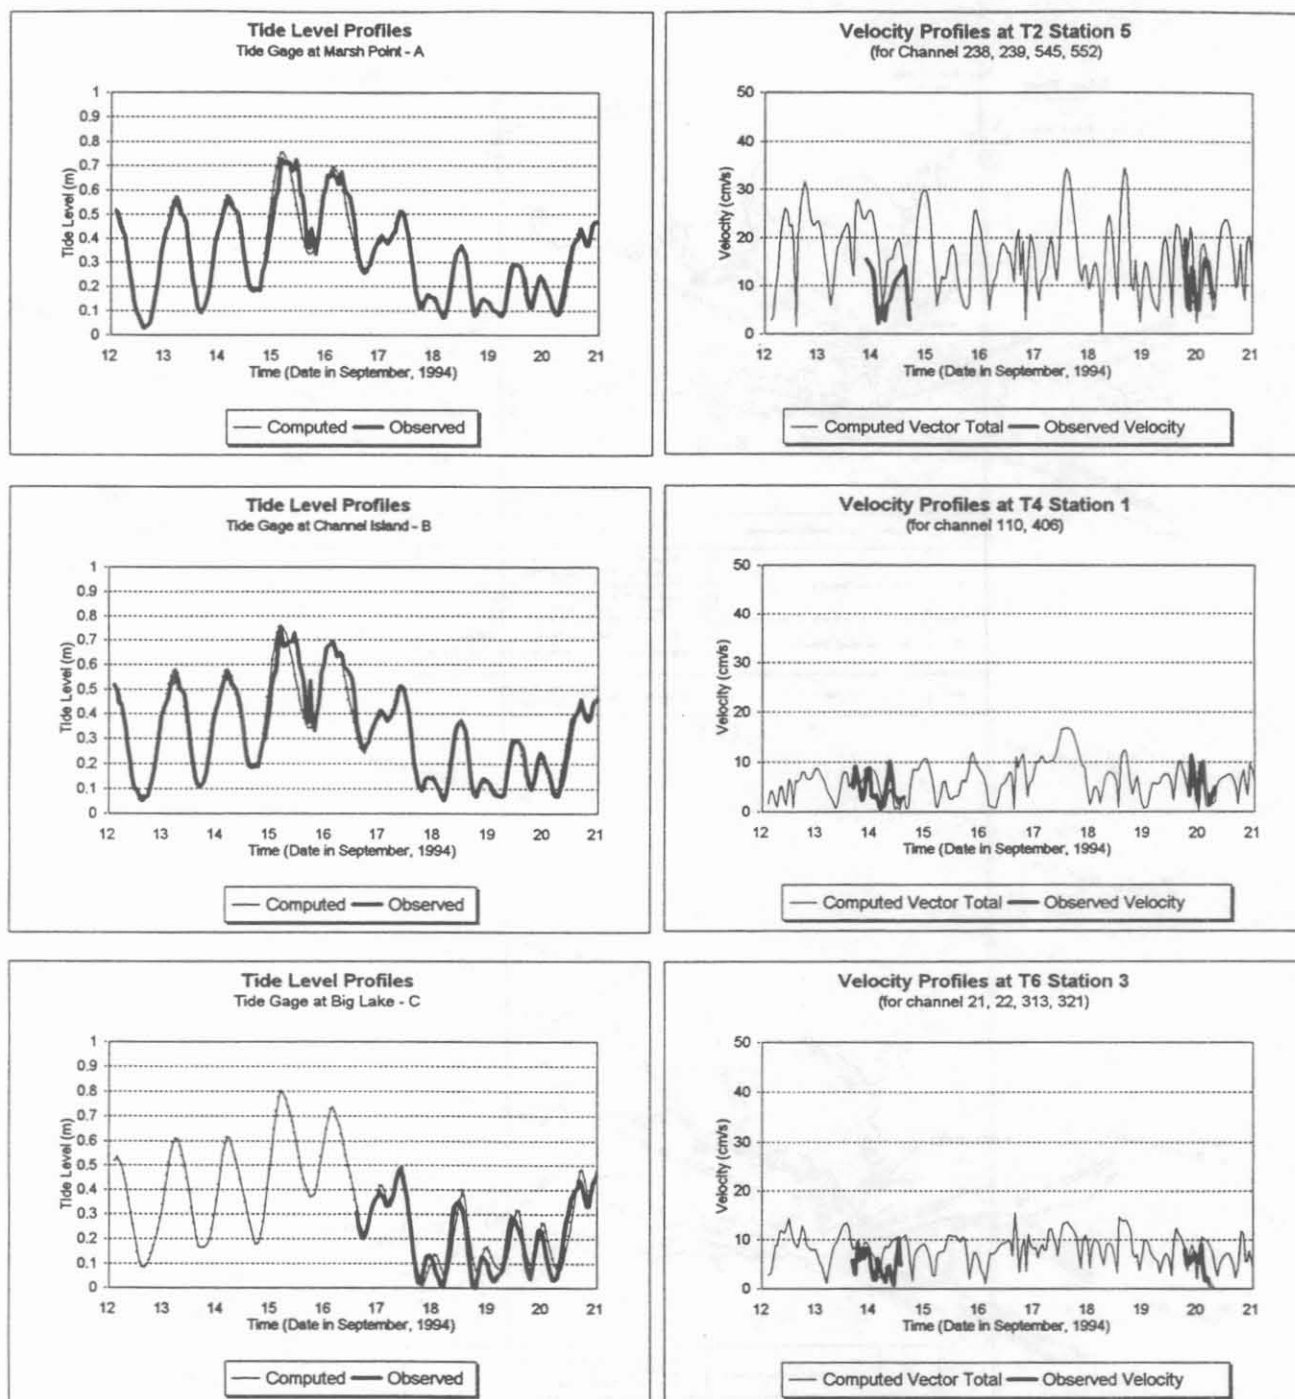 Tide Level Profiles
Tide Gage at Marsh Point - A
Tide Level (m)
1
0.9
0.8
0.7
0.6
0.5
0.4
0.3
0.2
0.1
0
12 13 14 15 16 17 18 19 20 21
Time (Date in September, 1994)
Computed Observed
Velocity Profiles at T2 Station 5
(for Channel 238, 239, 545, 552)
Velocity (cm/s)
50
40
30
20
10
0
12 13 14 15 16 17 18 19 20 21
Time (Date in September, 1994)
Computed Vector Total Observed Velocity
Tide Level Profiles
Tide Gage at Channel Island - B
Tide Level (m)
1
0.9
0.8
0.7
0.6
0.5
0.4
0.3
0.2
0.1
0
12 13 14 15 16 17 18 19 20 21
Time (Date in September, 1994)
Computed Observed
Velocity Profiles at T4 Station 1
(for channel 110, 406)
Velocity (cm/s)
50
40
30
20
10
0
12 13 14 15 16 17 18 19 20 21
Time (Date in September, 1994)
Computed Vector Total Observed Velocity
Tide Level Profiles
Tide Gage at Big Lake - C
Tide Level (m)
1
0.9
0.8
0.7
0.6
0.5
0.4
0.3
0.2
0.1
0
12 13 14 15 16 17 18 19 20 21
Time (Date in September, 1994)
Computed Observed
Velocity Profiles at T6 Station 3
(for channel 21, 22, 313, 321)
Velocity (cm/s)
50
40
30
20
10
0
12 13 14 15 16 17 18 19 20 21
Time (Date in September, 1994)
Computed Vector Total Observed Velocity